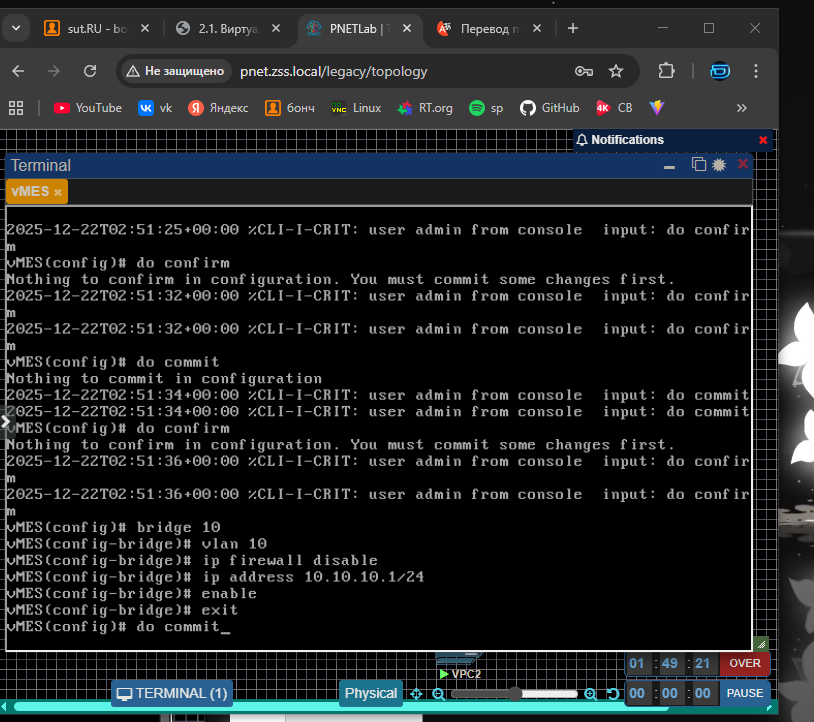 sut.RU - bo
2.1. Вирту
PNETLab |
Перевод п
Не защищено
pnet.zss.local/legacy/topology
YouTube
vk
Яндекс
бонч
Linux
RT.org
sp
GitHub
СВ
Notifications
Terminal
vMES
2025-12-22T02:51:25+00:00 %CLI-I-CRIT: user admin from console  input: do confir
m
vMES(config)# do confirm
Nothing to confirm in configuration. You must commit some changes first.
2025-12-22T02:51:32+00:00 %CLI-I-CRIT: user admin from console  input: do confir
m
2025-12-22T02:51:32+00:00 %CLI-I-CRIT: user admin from console  input: do confir
m
vMES(config)# do commit
Nothing to commit in configuration
2025-12-22T02:51:34+00:00 %CLI-I-CRIT: user admin from console  input: do commit
2025-12-22T02:51:34+00:00 %CLI-I-CRIT: user admin from console  input: do commit
vMES(config)# do confirm
Nothing to confirm in configuration. You must commit some changes first.
2025-12-22T02:51:36+00:00 %CLI-I-CRIT: user admin from console  input: do confir
m
2025-12-22T02:51:36+00:00 %CLI-I-CRIT: user admin from console  input: do confir
m
vMES(config)# bridge 10
vMES(config-bridge)# vlan 10
vMES(config-bridge)# ip firewall disable
vMES(config-bridge)# ip address 10.10.10.1/24
vMES(config-bridge)# enable
vMES(config-bridge)# exit
vMES(config)# do commit_
VPC2
01 : 49 : 21 OVER
TERMINAL (1)
Physical
00 : 00 : 00 PAUSE